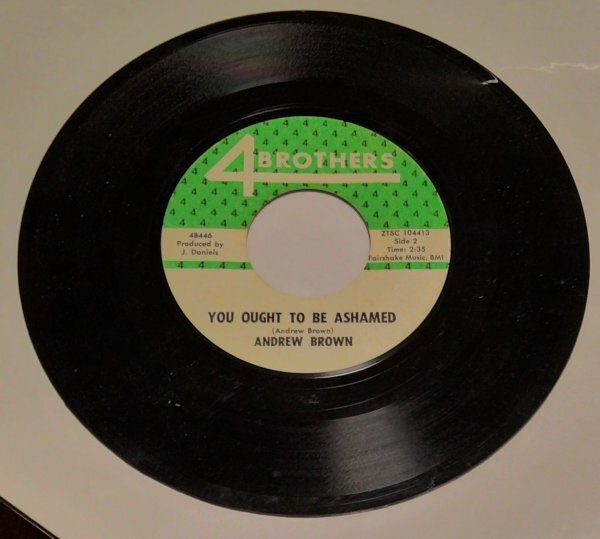 4 BROTHERS
4B446
Produced by
J. Daniels
ZTSC 104413
Side 2
Time: 2:35
Fairshake Music, BMI
YOU OUGHT TO BE ASHAMED
(Andrew Brown)
ANDREW BROWN